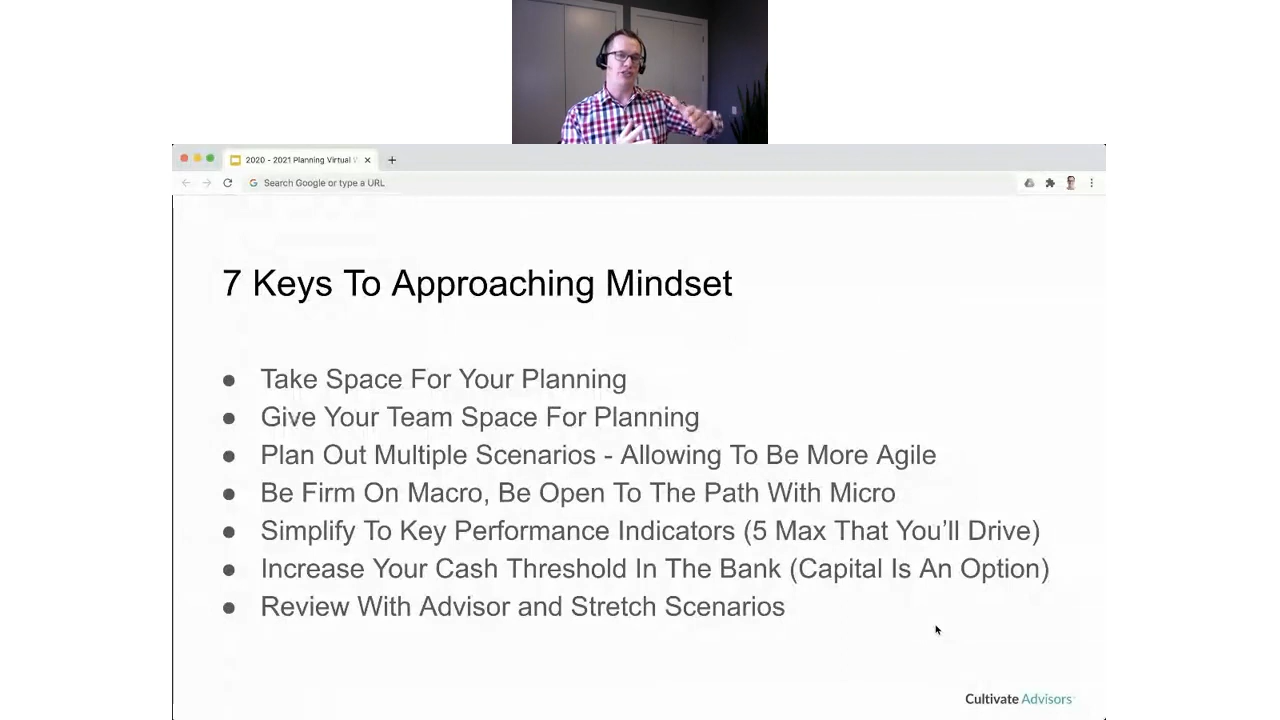 2020 - 2021 Planning Virtual
Search Google or type a URL
7 Keys To Approaching Mindset
● Take Space For Your Planning
● Give Your Team Space For Planning
● Plan Out Multiple Scenarios - Allowing To Be More Agile
● Be Firm On Macro, Be Open To The Path With Micro
● Simplify To Key Performance Indicators (5 Max That You’ll Drive)
● Increase Your Cash Threshold In The Bank (Capital Is An Option)
● Review With Advisor and Stretch Scenarios
Cultivate Advisors